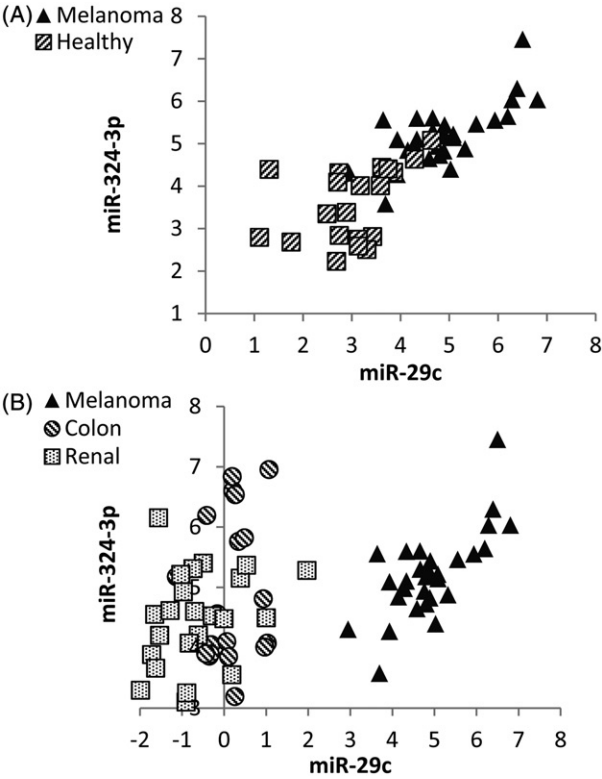 (A) ▲ Melanoma
Healthy
miR-324-3p
8
7
6
5
4
3
2
1
0 1 2 3 4 5 6 7 8
miR-29c
(B) ▲ Melanoma
Colon
Renal
miR-324-3p
8
7
6
3
-2 -1 0 1 2 3 4 5 6 7 8
miR-29c